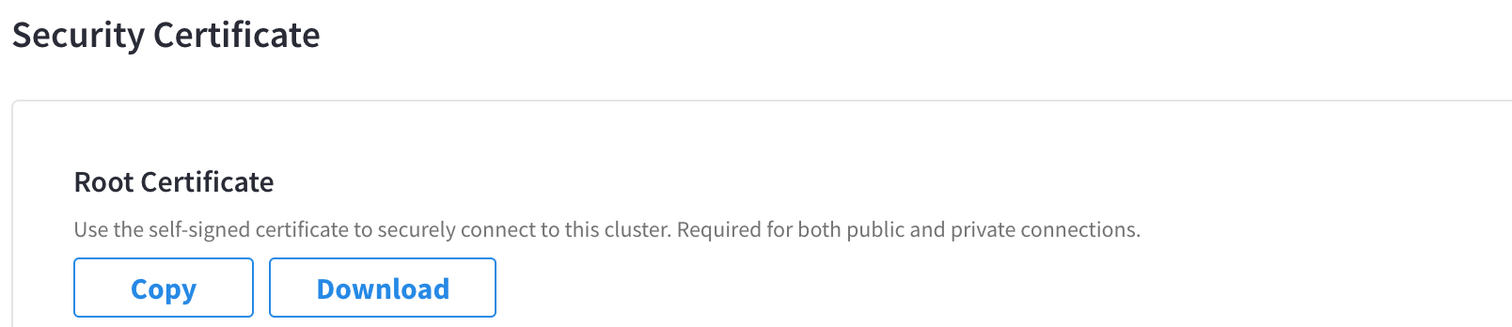 Security Certificate
Root Certificate
Use the self-signed certificate to securely connect to this cluster. Required for both public and private connections.
Copy
Download